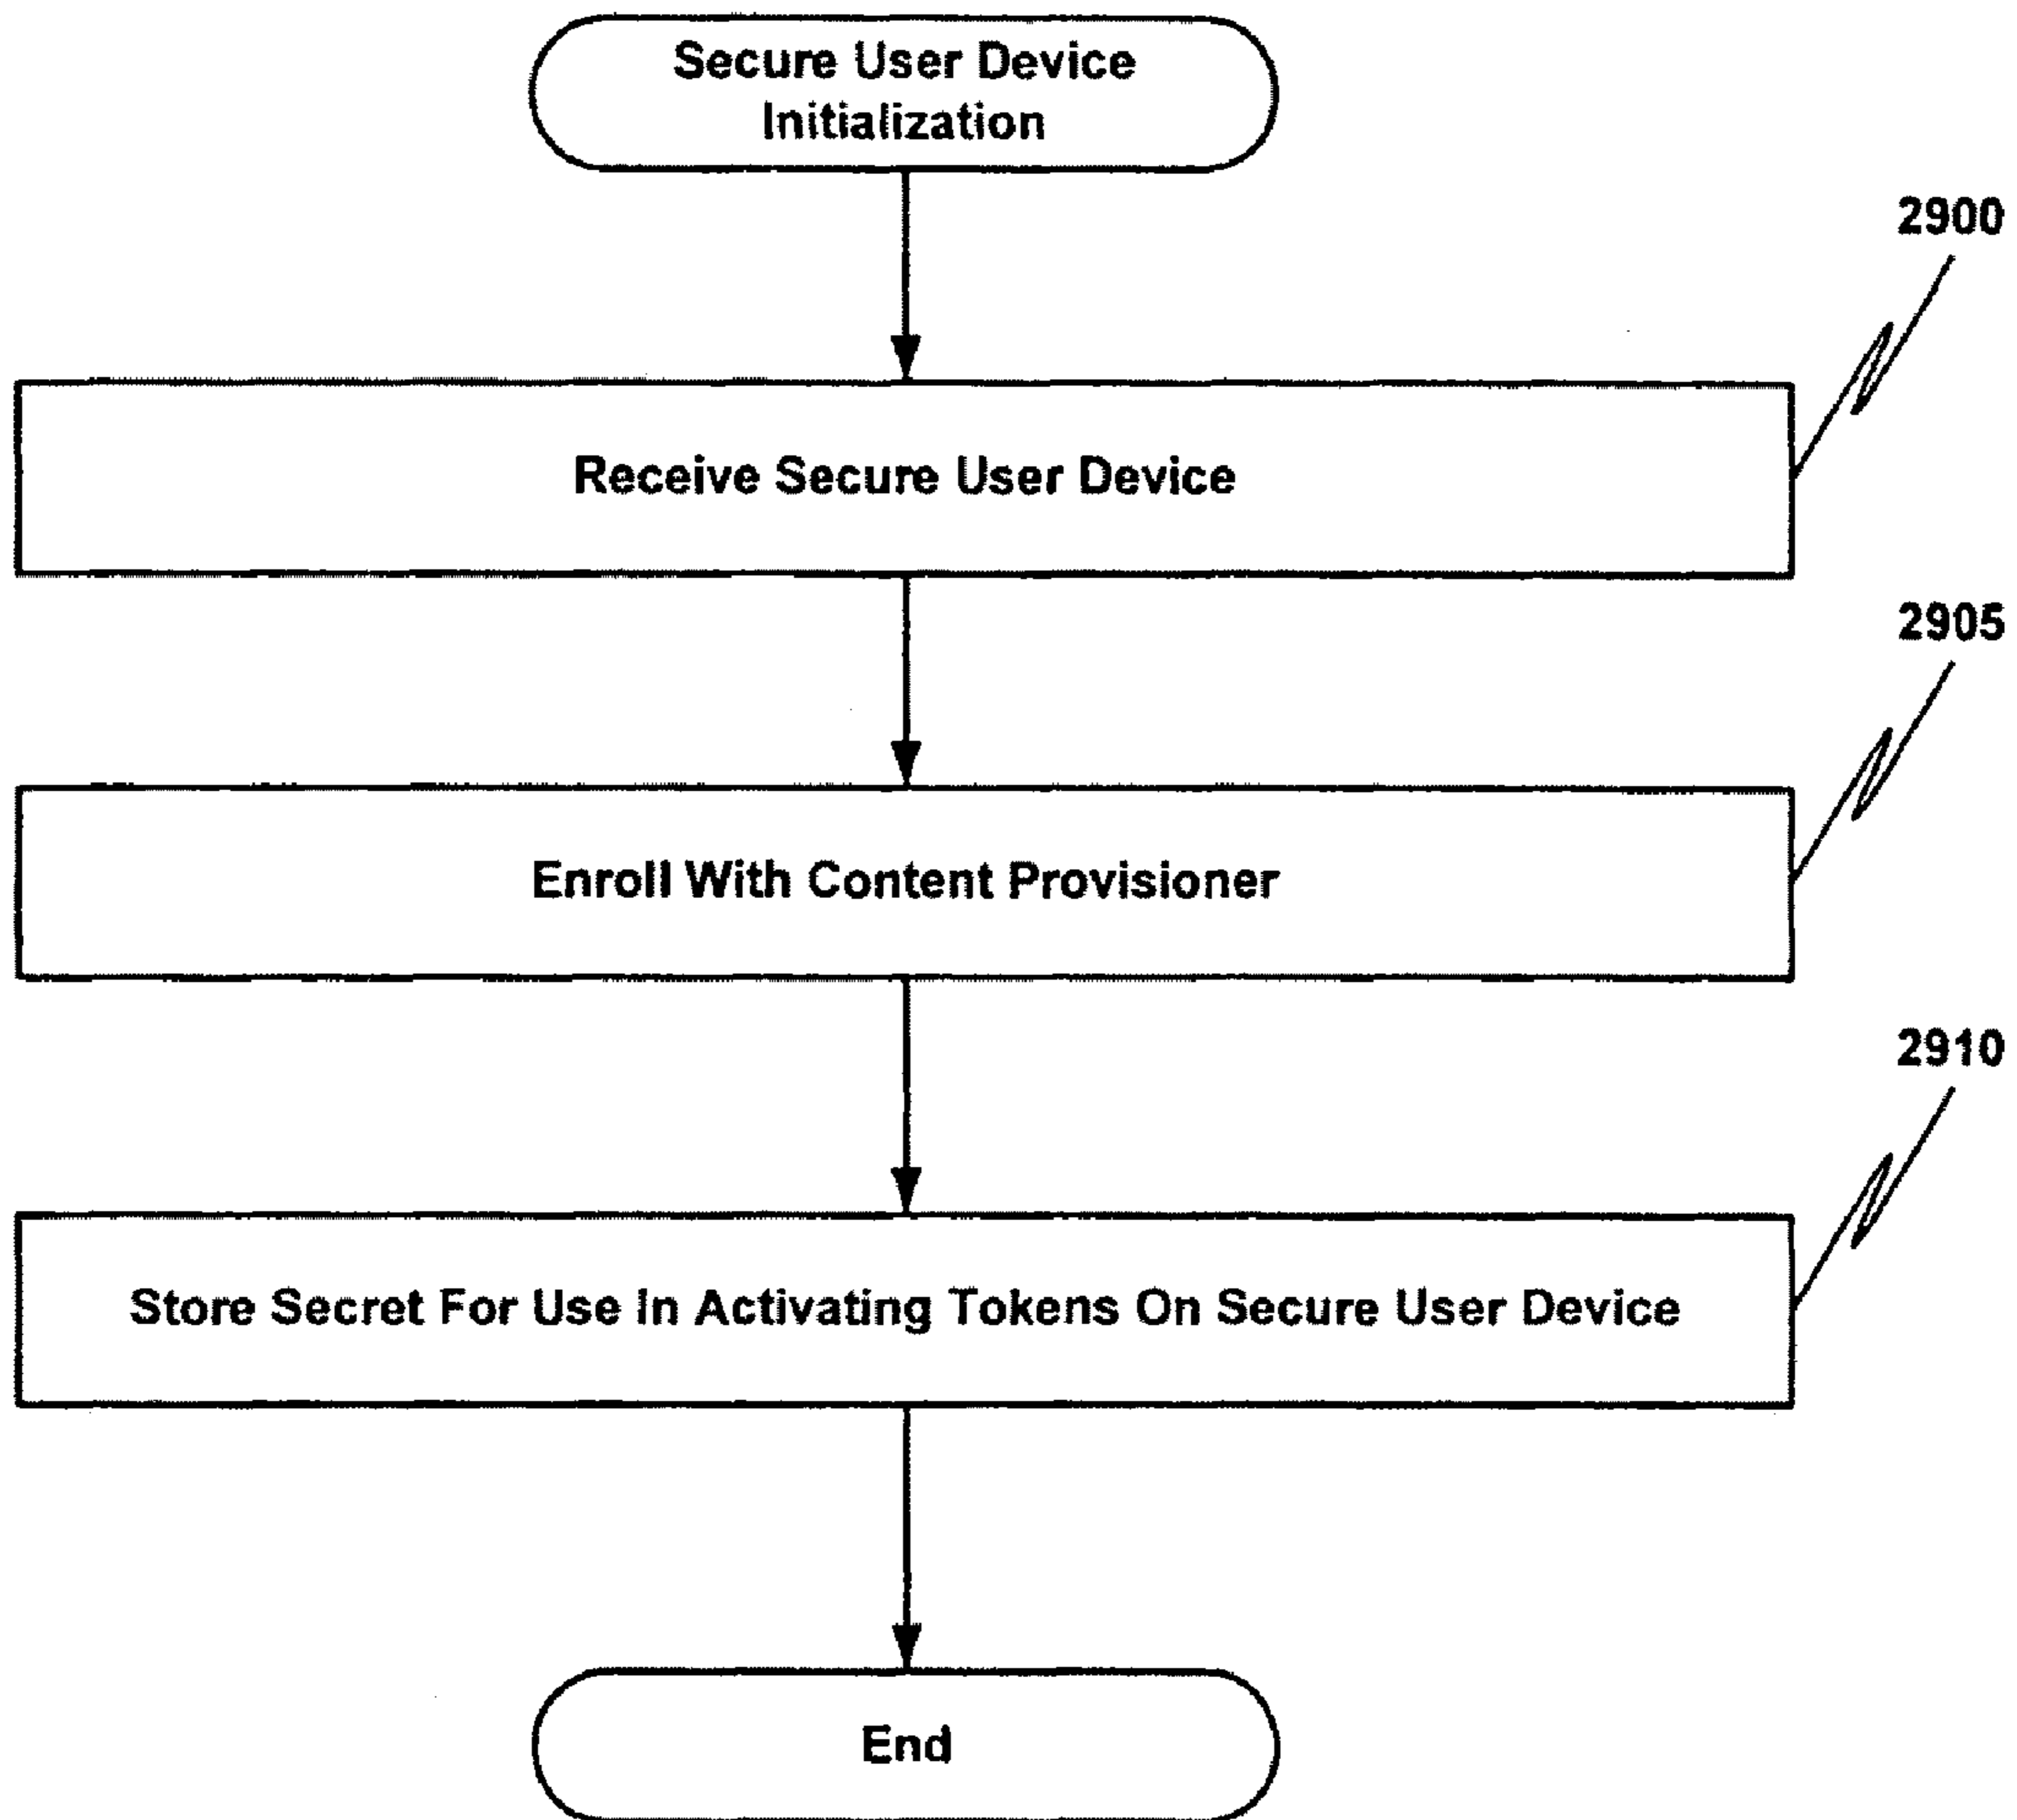 Secure User Device
Initialization
2900
Receive Secure User Device
2905
Enroll With Content Provisioner
2910
Store Secret For Use In Activating Tokens On Secure User Device
End